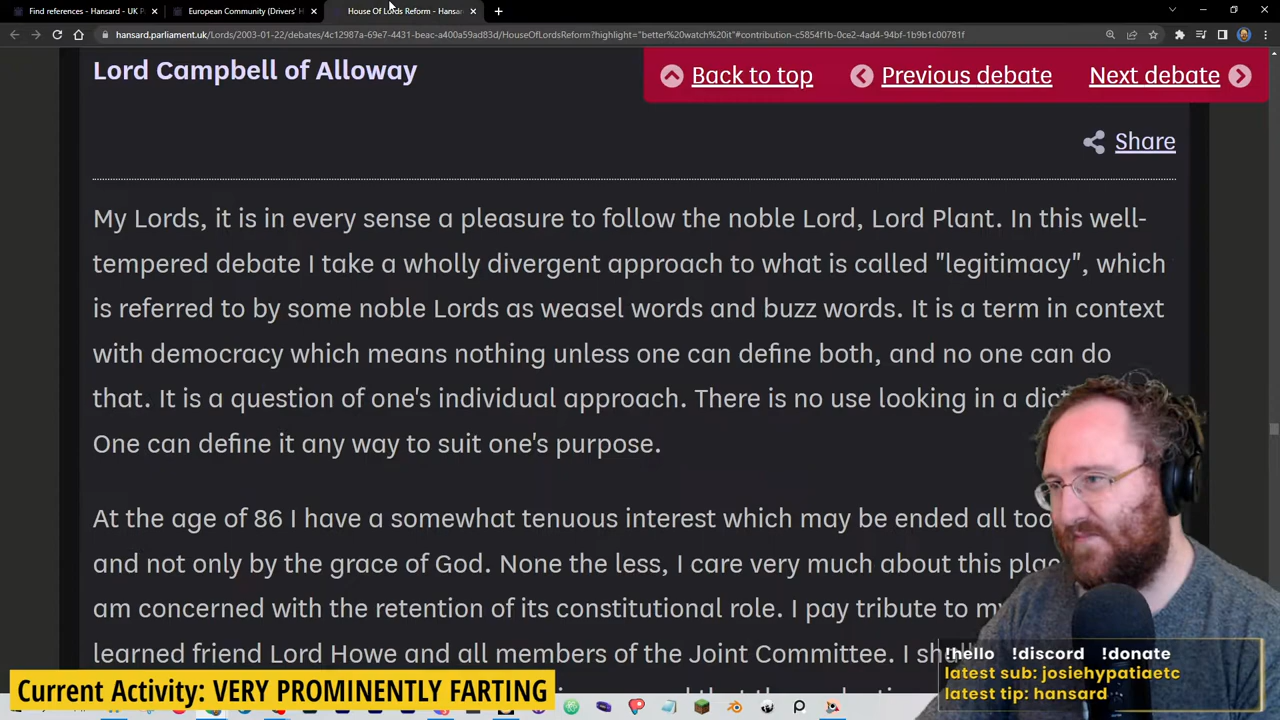 Find references - Hansard - UK P
European Community (Drivers' H
House Of Lords Reform - Hansar
hansard.parliament.uk/Lords/2003-01-22/debates/4c12987a-69e7-4431-beac-a400a59ad83d/HouseOfLordsReform?highlight="better%20watch%20it"#contribution-c5854f1b-0ce2-4ad4-94bf-1b9b1c00781f
Lord Campbell of Alloway
Back to top
Previous debate
Next debate
Share
My Lords, it is in every sense a pleasure to follow the noble Lord, Lord Plant. In this well-
tempered debate I take a wholly divergent approach to what is called "legitimacy", which
is referred to by some noble Lords as weasel words and buzz words. It is a term in context
with democracy which means nothing unless one can define both, and no one can do
that. It is a question of one's individual approach. There is no use looking in a dict
One can define it any way to suit one's purpose.
At the age of 86 I have a somewhat tenuous interest which may be ended all too
and not only by the grace of God. None the less, I care very much about this plac
am concerned with the retention of its constitutional role. I pay tribute to my
learned friend Lord Howe and all members of the Joint Committee. I sh
!hello !discord !donate
latest sub: josiehypatiaetc
latest tip: hansard
Current Activity: VERY PROMINENTLY FARTING